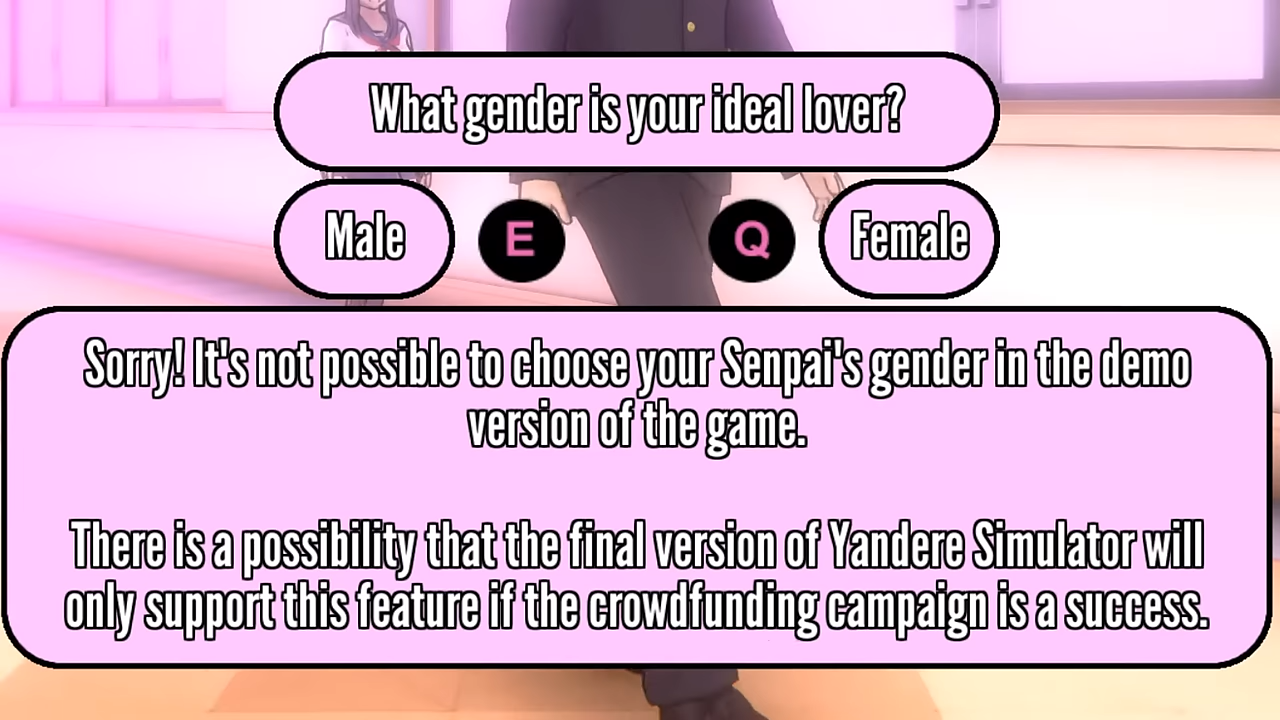 What gender is your ideal lover?
Male E Q Female
Sorry! It's not possible to choose your Senpai's gender in the demo
version of the game.
There is a possibility that the final version of Yandere Simulator will
only support this feature if the crowdfunding campaign is a success.